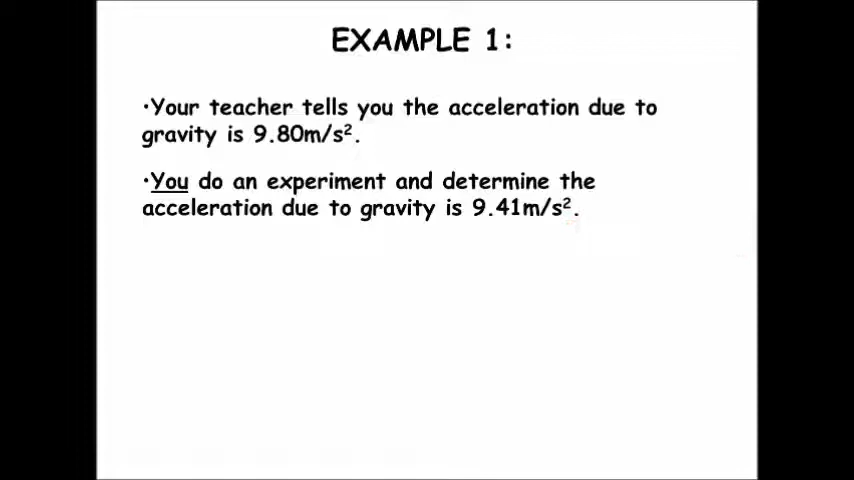 EXAMPLE 1:
•Your teacher tells you the acceleration due to
gravity is 9.80m/s².
•You do an experiment and determine the
acceleration due to gravity is 9.41m/s².